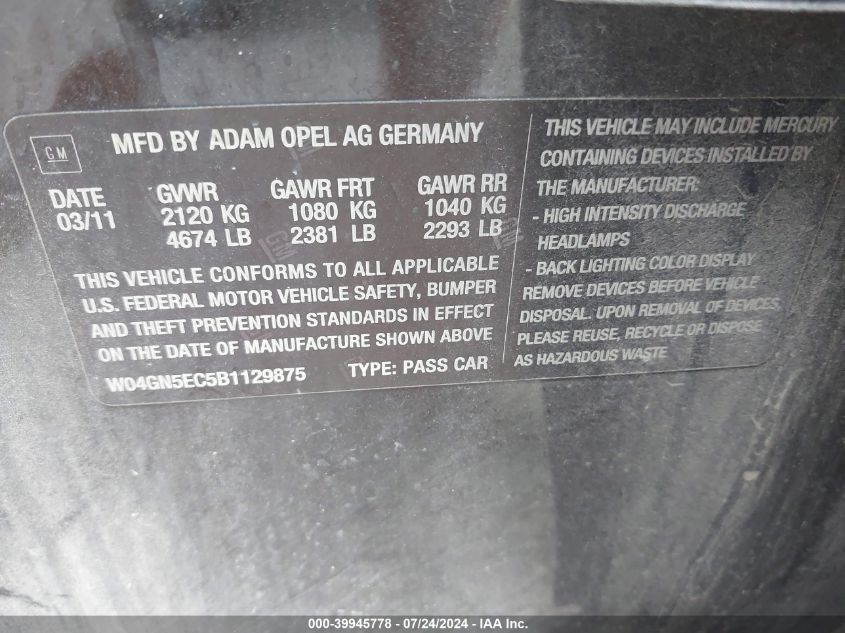 GM
MFD BY ADAM OPEL AG GERMANY
DATE GVWR GAWR FRT GAWR RR
03/11 2120 KG 1080 KG 1040 KG
4674 LB 2381 LB 2293 LB
THIS VEHICLE CONFORMS TO ALL APPLICABLE
U.S. FEDERAL MOTOR VEHICLE SAFETY, BUMPER
AND THEFT PREVENTION STANDARDS IN EFFECT
ON THE DATE OF MANUFACTURE SHOWN ABOVE
W04GN5EC5B1129875 TYPE: PASS CAR
THIS VEHICLE MAY INCLUDE MERCURY
CONTAINING DEVICES INSTALLED BY
THE MANUFACTURER:
- HIGH INTENSITY DISCHARGE
HEADLAMPS
- BACK LIGHTING COLOR DISPLAY
REMOVE DEVICES BEFORE VEHICLE
DISPOSAL. UPON REMOVAL OF DEVICES
PLEASE REUSE, RECYCLE OR DISPOSE
AS HAZARDOUS WASTE
000-39945778 - 07/24/2024 - IAA Inc.